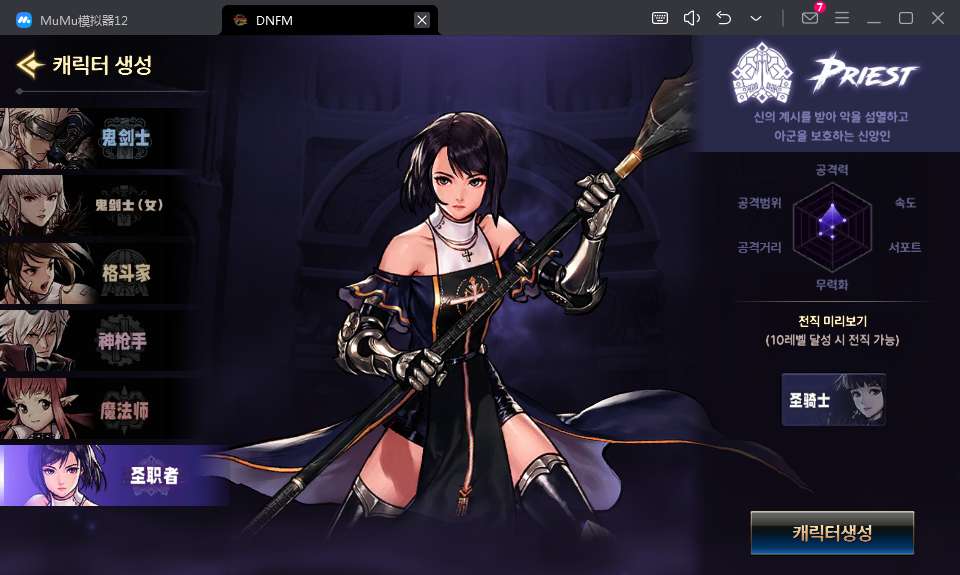 MuMu模拟器12
DNFM
7
캐릭터 생성
PRIEST
신의 계시를 받아 악을 섬멸하고
아군을 보호하는 신앙인
鬼剑士
鬼剑士(女)
格斗家
神枪手
魔法师
圣职者
공격력
공격범위
속도
공격거리
서포트
무력화
전직 미리보기
(10레벨 달성 시 전직 가능)
圣骑士
캐릭터생성